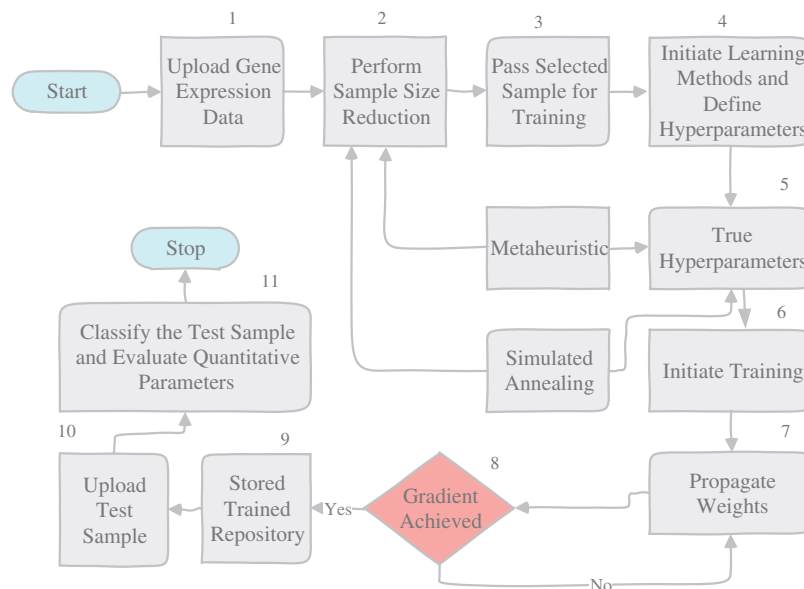 1
2
3
4
Start
Upload Gene
Expression
Data
Perform
Sample Size
Reduction
Pass Selected
Sample for
Training
Initiate Learning
Methods and
Define
Hyperparameters
5
Stop
Metaheuristic
True
Hyperparameters
11
6
Classify the Test Sample
and Evaluate Quantitative
Parameters
Simulated
Annealing
Initiate Training
10
9
8
7
Upload
Test
Sample
Stored
Trained
Repository
Yes
Gradient
Achieved
Propagate
Weights
No